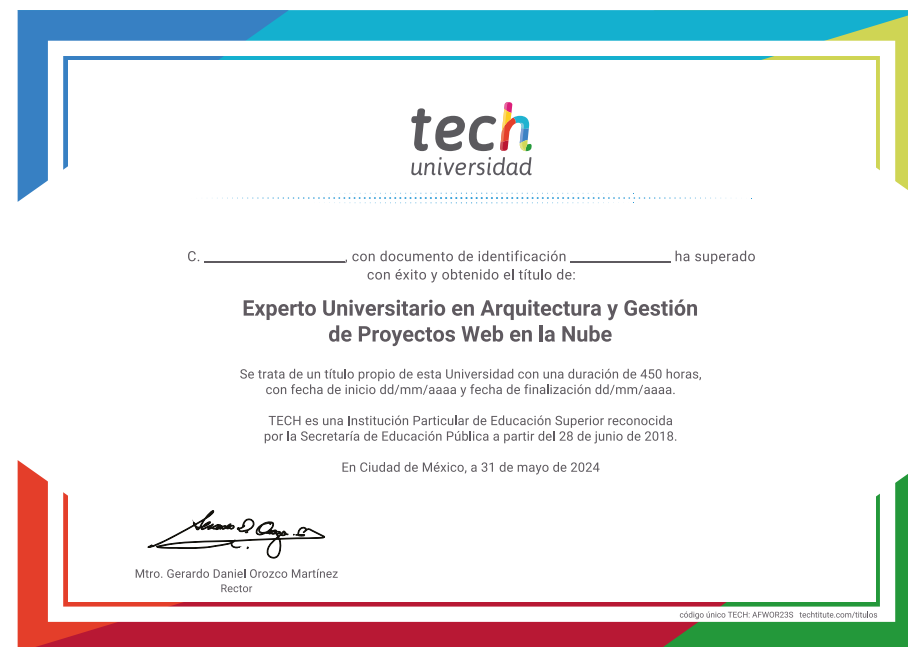 tech
universidad
C. ____________, con documento de identificación ____________ ha superado
con éxito y obtenido el título de:
Experto Universitario en Arquitectura y Gestión
de Proyectos Web en la Nube
Se trata de un título propio de esta Universidad con una duración de 450 horas,
con fecha de inicio dd/mm/aaaa y fecha de finalización dd/mm/aaaa.
TECH es una Institución Particular de Educación Superior reconocida
por la Secretaría de Educación Pública a partir del 28 de junio de 2018.
En Ciudad de México, a 31 de mayo de 2024
Mtro. Gerardo Daniel Orozco Martínez
Rector
código único TECH: AFWOR23S techtitute.com/titulos